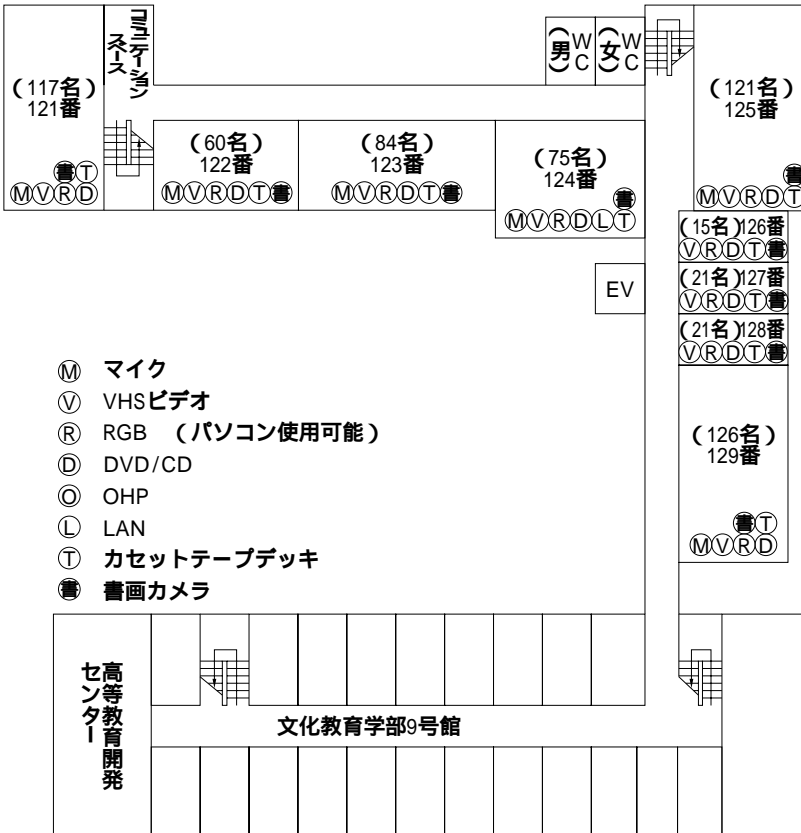 コミュニケーション
スペース
WC
（男）
WC
（女）
（117名）
121番
書Ⓣ
ⓂⓋⓇⒹ
（60名）
122番
ⓂⓋⓇⒹⓉ書
（84名）
123番
ⓂⓋⓇⒹⓉ書
（75名）
124番
書
ⓂⓋⓇⒹⓁⓉ
（121名）
125番
書
ⓂⓋⓇⒹⓉ
（15名）126番
ⓋⓇⒹⓉ書
（21名）127番
ⓋⓇⒹⓉ書
（21名）128番
ⓋⓇⒹⓉ書
EV
（126名）
129番
書Ⓣ
ⓂⓋⓇⒹ
Ⓜ マイク
Ⓥ VHSビデオ
Ⓡ RGB （パソコン使用可能）
Ⓓ DVD/CD
Ⓞ OHP
Ⓛ LAN
Ⓣ カセットテープデッキ
書 書画カメラ
高等教育開発
センター
文化教育学部9号館